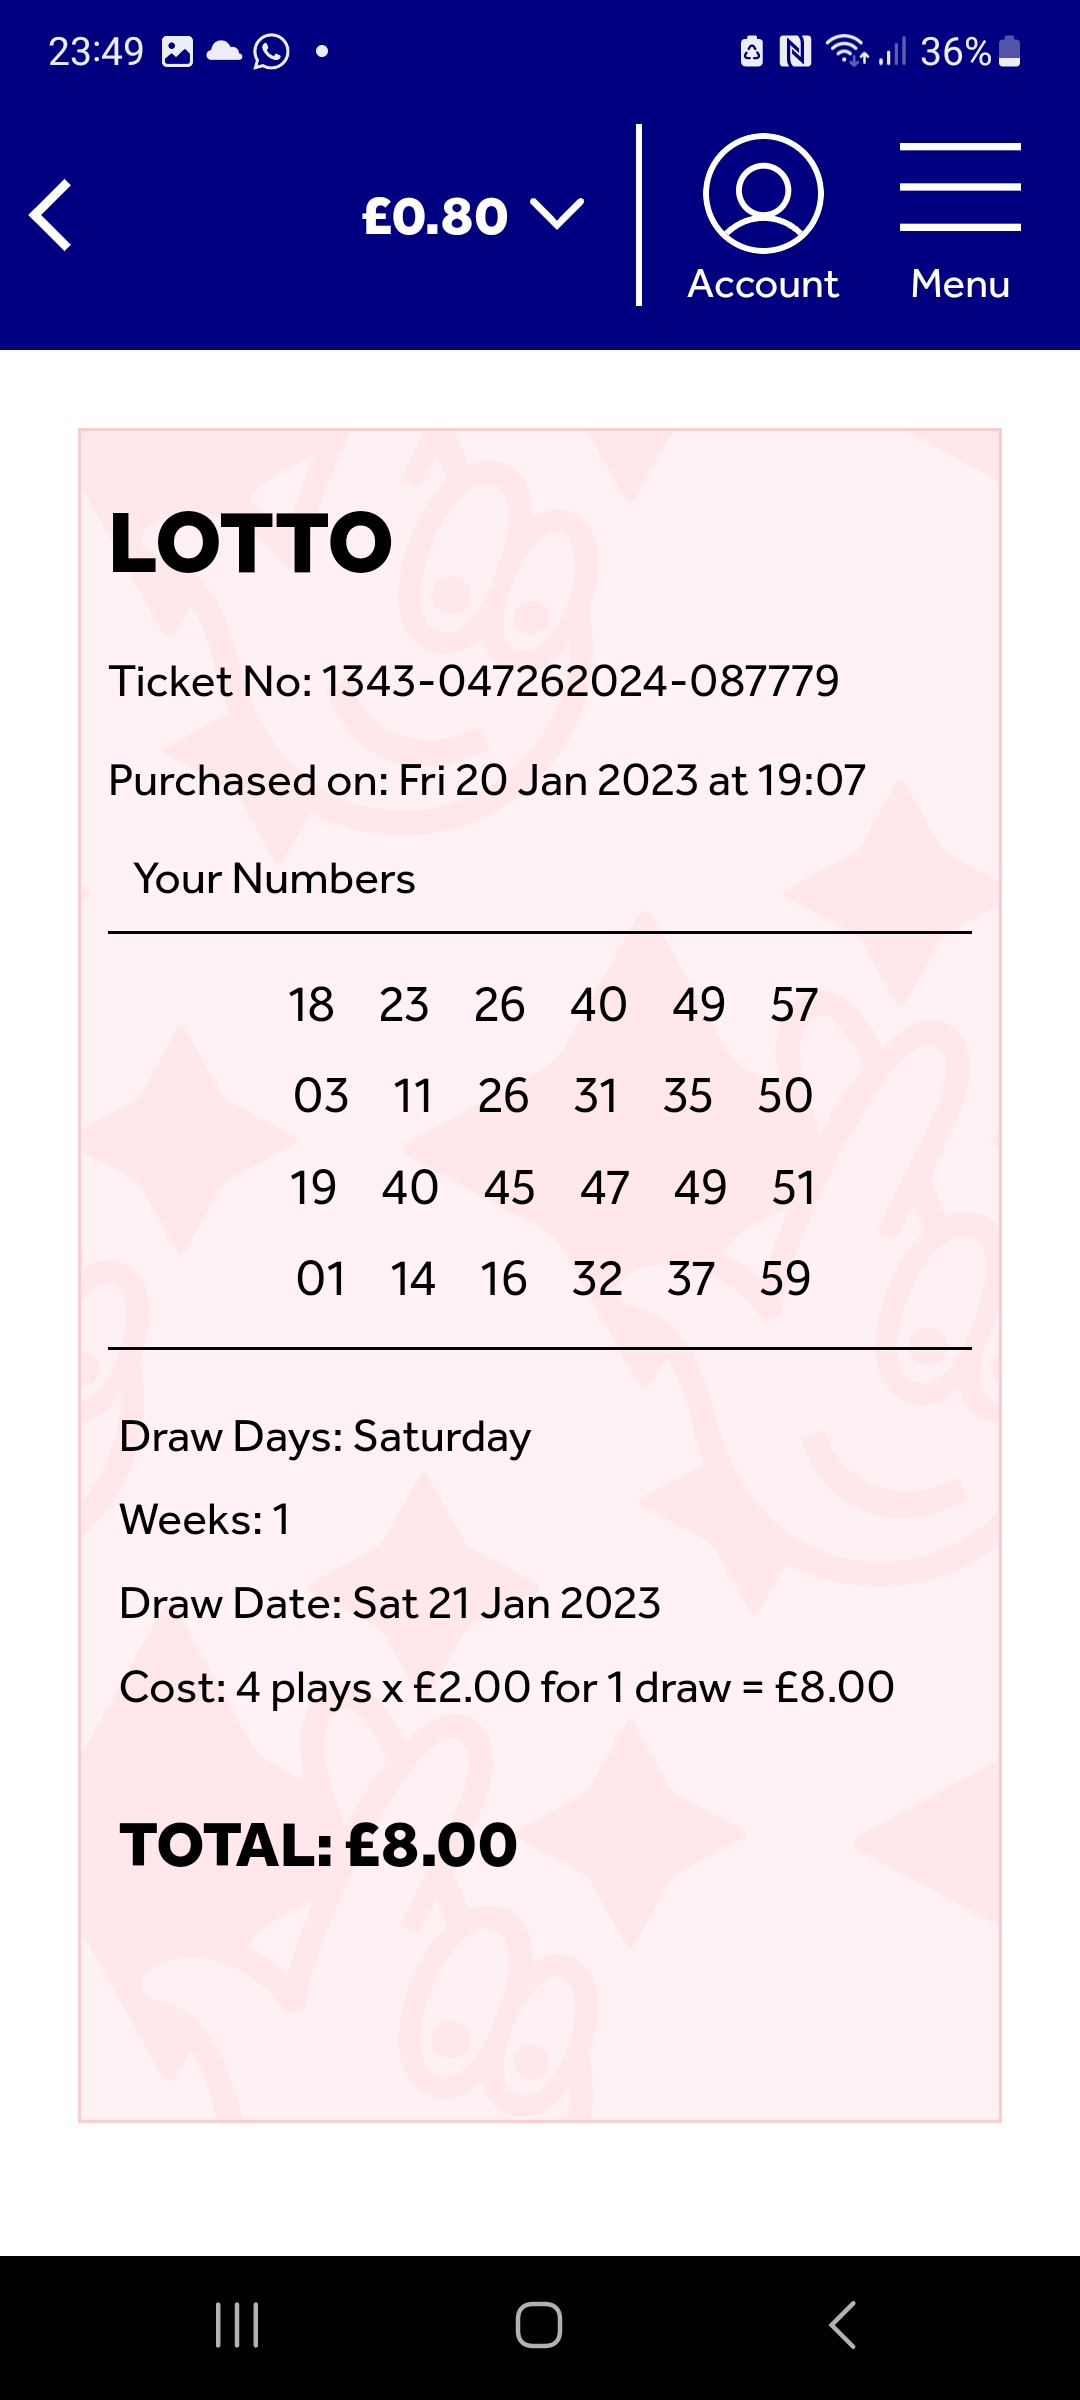 23:49 36%
£0.80
Account Menu
LOTTO
Ticket No: 1343-047262024-087779
Purchased on: Fri 20 Jan 2023 at 19:07
Your Numbers
18 23 26 40 49 57
03 11 26 31 35 50
19 40 45 47 49 51
01 14 16 32 37 59
Draw Days: Saturday
Weeks: 1
Draw Date: Sat 21 Jan 2023
Cost: 4 plays x £2.00 for 1 draw = £8.00
TOTAL: £8.00